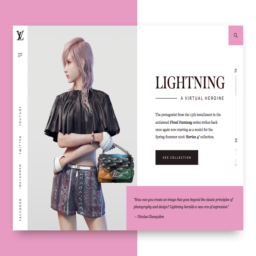 LV
LIGHTNING
A VIRTUAL HEROINE
The protagonist from the 13th installment in the
acclaimed Final Fantasy series strikes back
once again now starring as a model for the
Spring-Summer 2016 "Series 4" collection.
SEE COLLECTION
"Now you can create an image that goes beyond the classic principles of
photography and design! Lightning heralds a new era of expression."
— Nicolas Ghesquière
YOUTUBE
TWITTER
INSTAGRAM
FACEBOOK